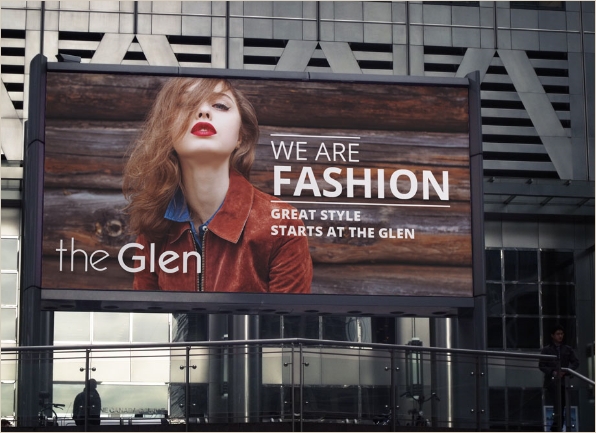 WE ARE
FASHION
GREAT STYLE
STARTS AT THE GLEN
the Glen